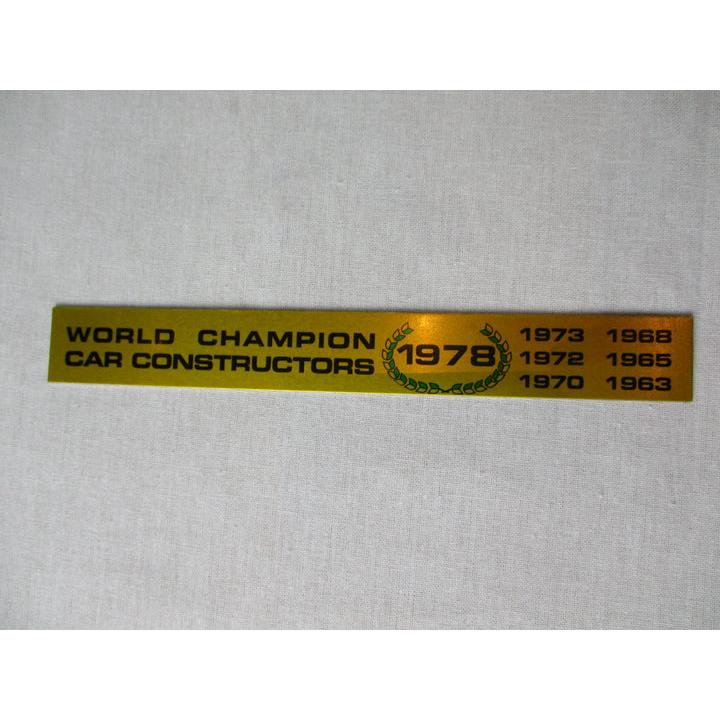 WORLD CHAMPION
CAR CONSTRUCTORS
1978
1973 1968
1972 1965
1970 1963